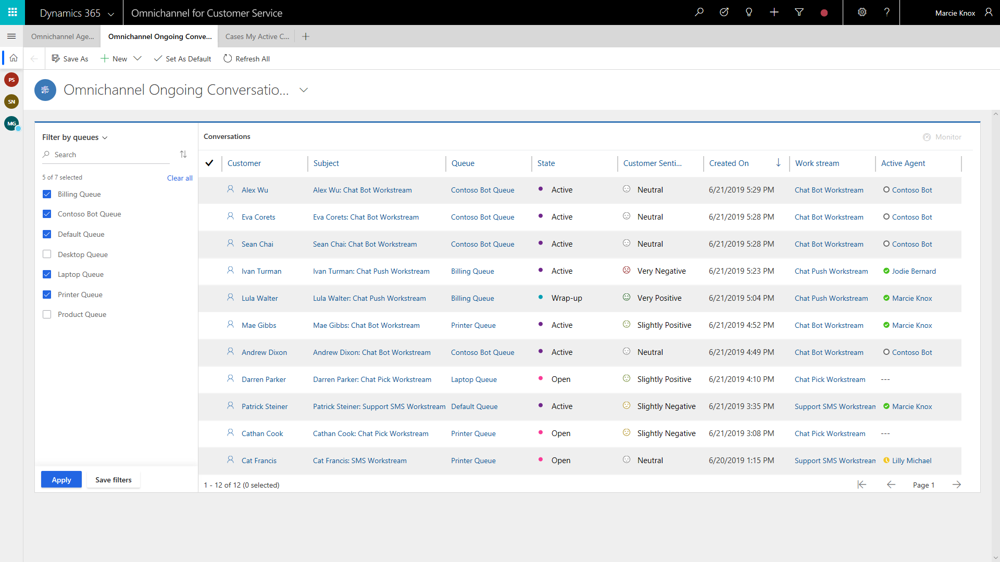 Dynamics 365 Omnichannel for Customer Service Marcie Knox
Omnichannel Age... Omnichannel Ongoing Conve... Cases My Active C...
Save As New Set As Default Refresh All
PS
SN
MG
Omnichannel Ongoing Conversatio...
Filter by queues
Search
5 of 7 selected Clear all
Billing Queue
Contoso Bot Queue
Default Queue
Desktop Queue
Laptop Queue
Printer Queue
Product Queue
Apply Save filters
Conversations Monitor
Customer Subject Queue State Customer Senti... Created On Work stream Active Agent
Alex Wu Alex Wu: Chat Bot Workstream Contoso Bot Queue Active Neutral 6/21/2019 5:29 PM Chat Bot Workstream Contoso Bot
Eva Corets Eva Corets: Chat Bot Workstream Contoso Bot Queue Active Neutral 6/21/2019 5:28 PM Chat Bot Workstream Contoso Bot
Sean Chai Sean Chai: Chat Bot Workstream Contoso Bot Queue Active Neutral 6/21/2019 5:28 PM Chat Bot Workstream Contoso Bot
Ivan Turman Ivan Turman: Chat Push Workstream Billing Queue Active Very Negative 6/21/2019 5:23 PM Chat Push Workstream Jodie Bernard
Lula Walter Lula Walter: Chat Push Workstream Billing Queue Wrap-up Very Positive 6/21/2019 5:04 PM Chat Push Workstream Marcie Knox
Mae Gibbs Mae Gibbs: Chat Bot Workstream Printer Queue Active Slightly Positive 6/21/2019 4:52 PM Chat Bot Workstream Marcie Knox
Andrew Dixon Andrew Dixon: Chat Bot Workstream Contoso Bot Queue Active Neutral 6/21/2019 4:49 PM Chat Bot Workstream Contoso Bot
Darren Parker Darren Parker: Chat Pick Workstream Laptop Queue Open Slightly Positive 6/21/2019 4:10 PM Chat Pick Workstream ---
Patrick Steiner Patrick Steiner: Support SMS Workstream Default Queue Active Slightly Negative 6/21/2019 3:35 PM Support SMS Workstream Marcie Knox
Cathan Cook Cathan Cook: Chat Pick Workstream Printer Queue Open Slightly Negative 6/21/2019 3:08 PM Chat Pick Workstream ---
Cat Francis Cat Francis: SMS Workstream Printer Queue Open Neutral 6/20/2019 1:15 PM Support SMS Workstream Lilly Michael
1 - 12 of 12 (0 selected) Page 1